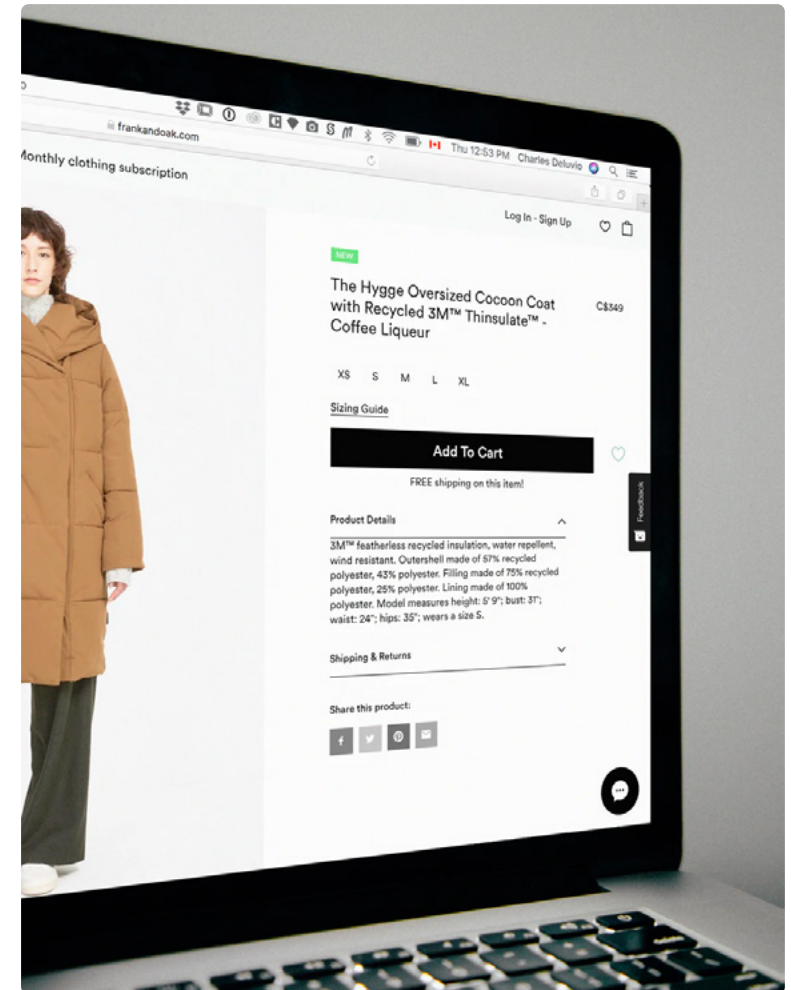 Thu 12:53 PM Charles Deluvio
frankandoak.com
Monthly clothing subscription
Log In - Sign Up
NEW
The Hygge Oversized Cocoon Coat
with Recycled 3M™ Thinsulate™ -
Coffee Liqueur
C$349
XS S M L XL
Sizing Guide
Add To Cart
FREE shipping on this item!
Feedback
Product Details
3M™ featherless recycled insulation, water repellent,
wind resistant. Outershell made of 57% recycled
polyester, 43% polyester. Filling made of 75% recycled
polyester, 25% polyester. Lining made of 100%
polyester. Model measures height: 5' 9"; bust: 31";
waist: 24"; hips: 35"; wears a size S.
Shipping & Returns
Share this product: